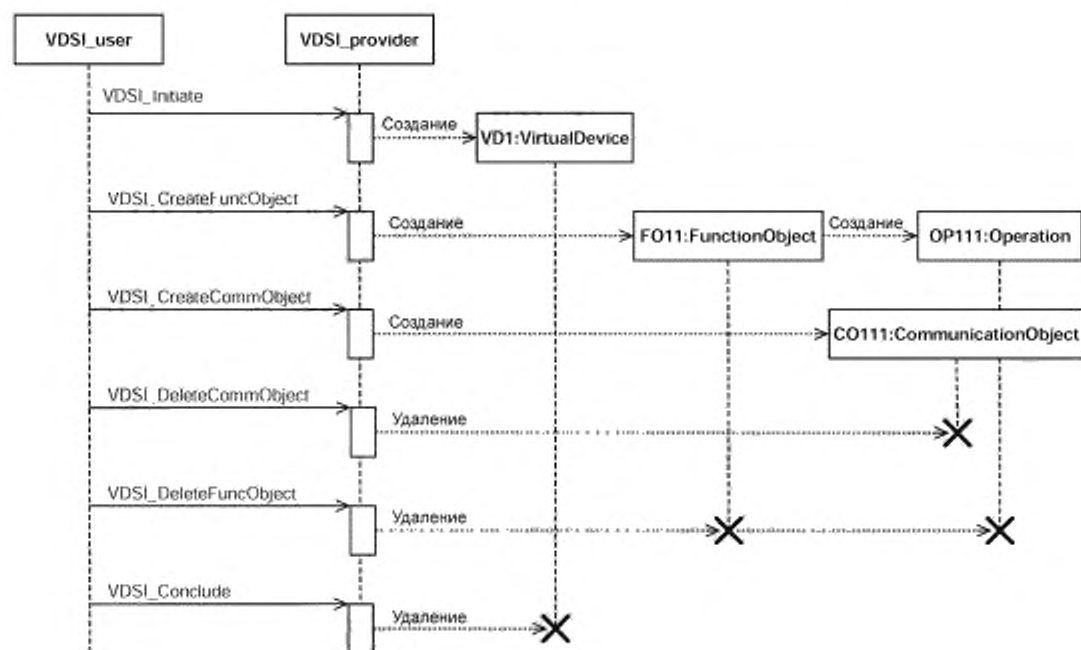 VDSI_user
VDSI_provider
VDSI_Initiate
Создание
VD1:VirtualDevice
VDSI_CreateFuncObject
Создание
FO11:FunctionObject
Создание
OP111:Operation
VDSI_CreateCommObject
Создание
CO111:CommunicationObject
VDSI_DeleteCommObject
Удаление
VDSI_DeleteFuncObject
Удаление
VDSI_Conclude
Удаление